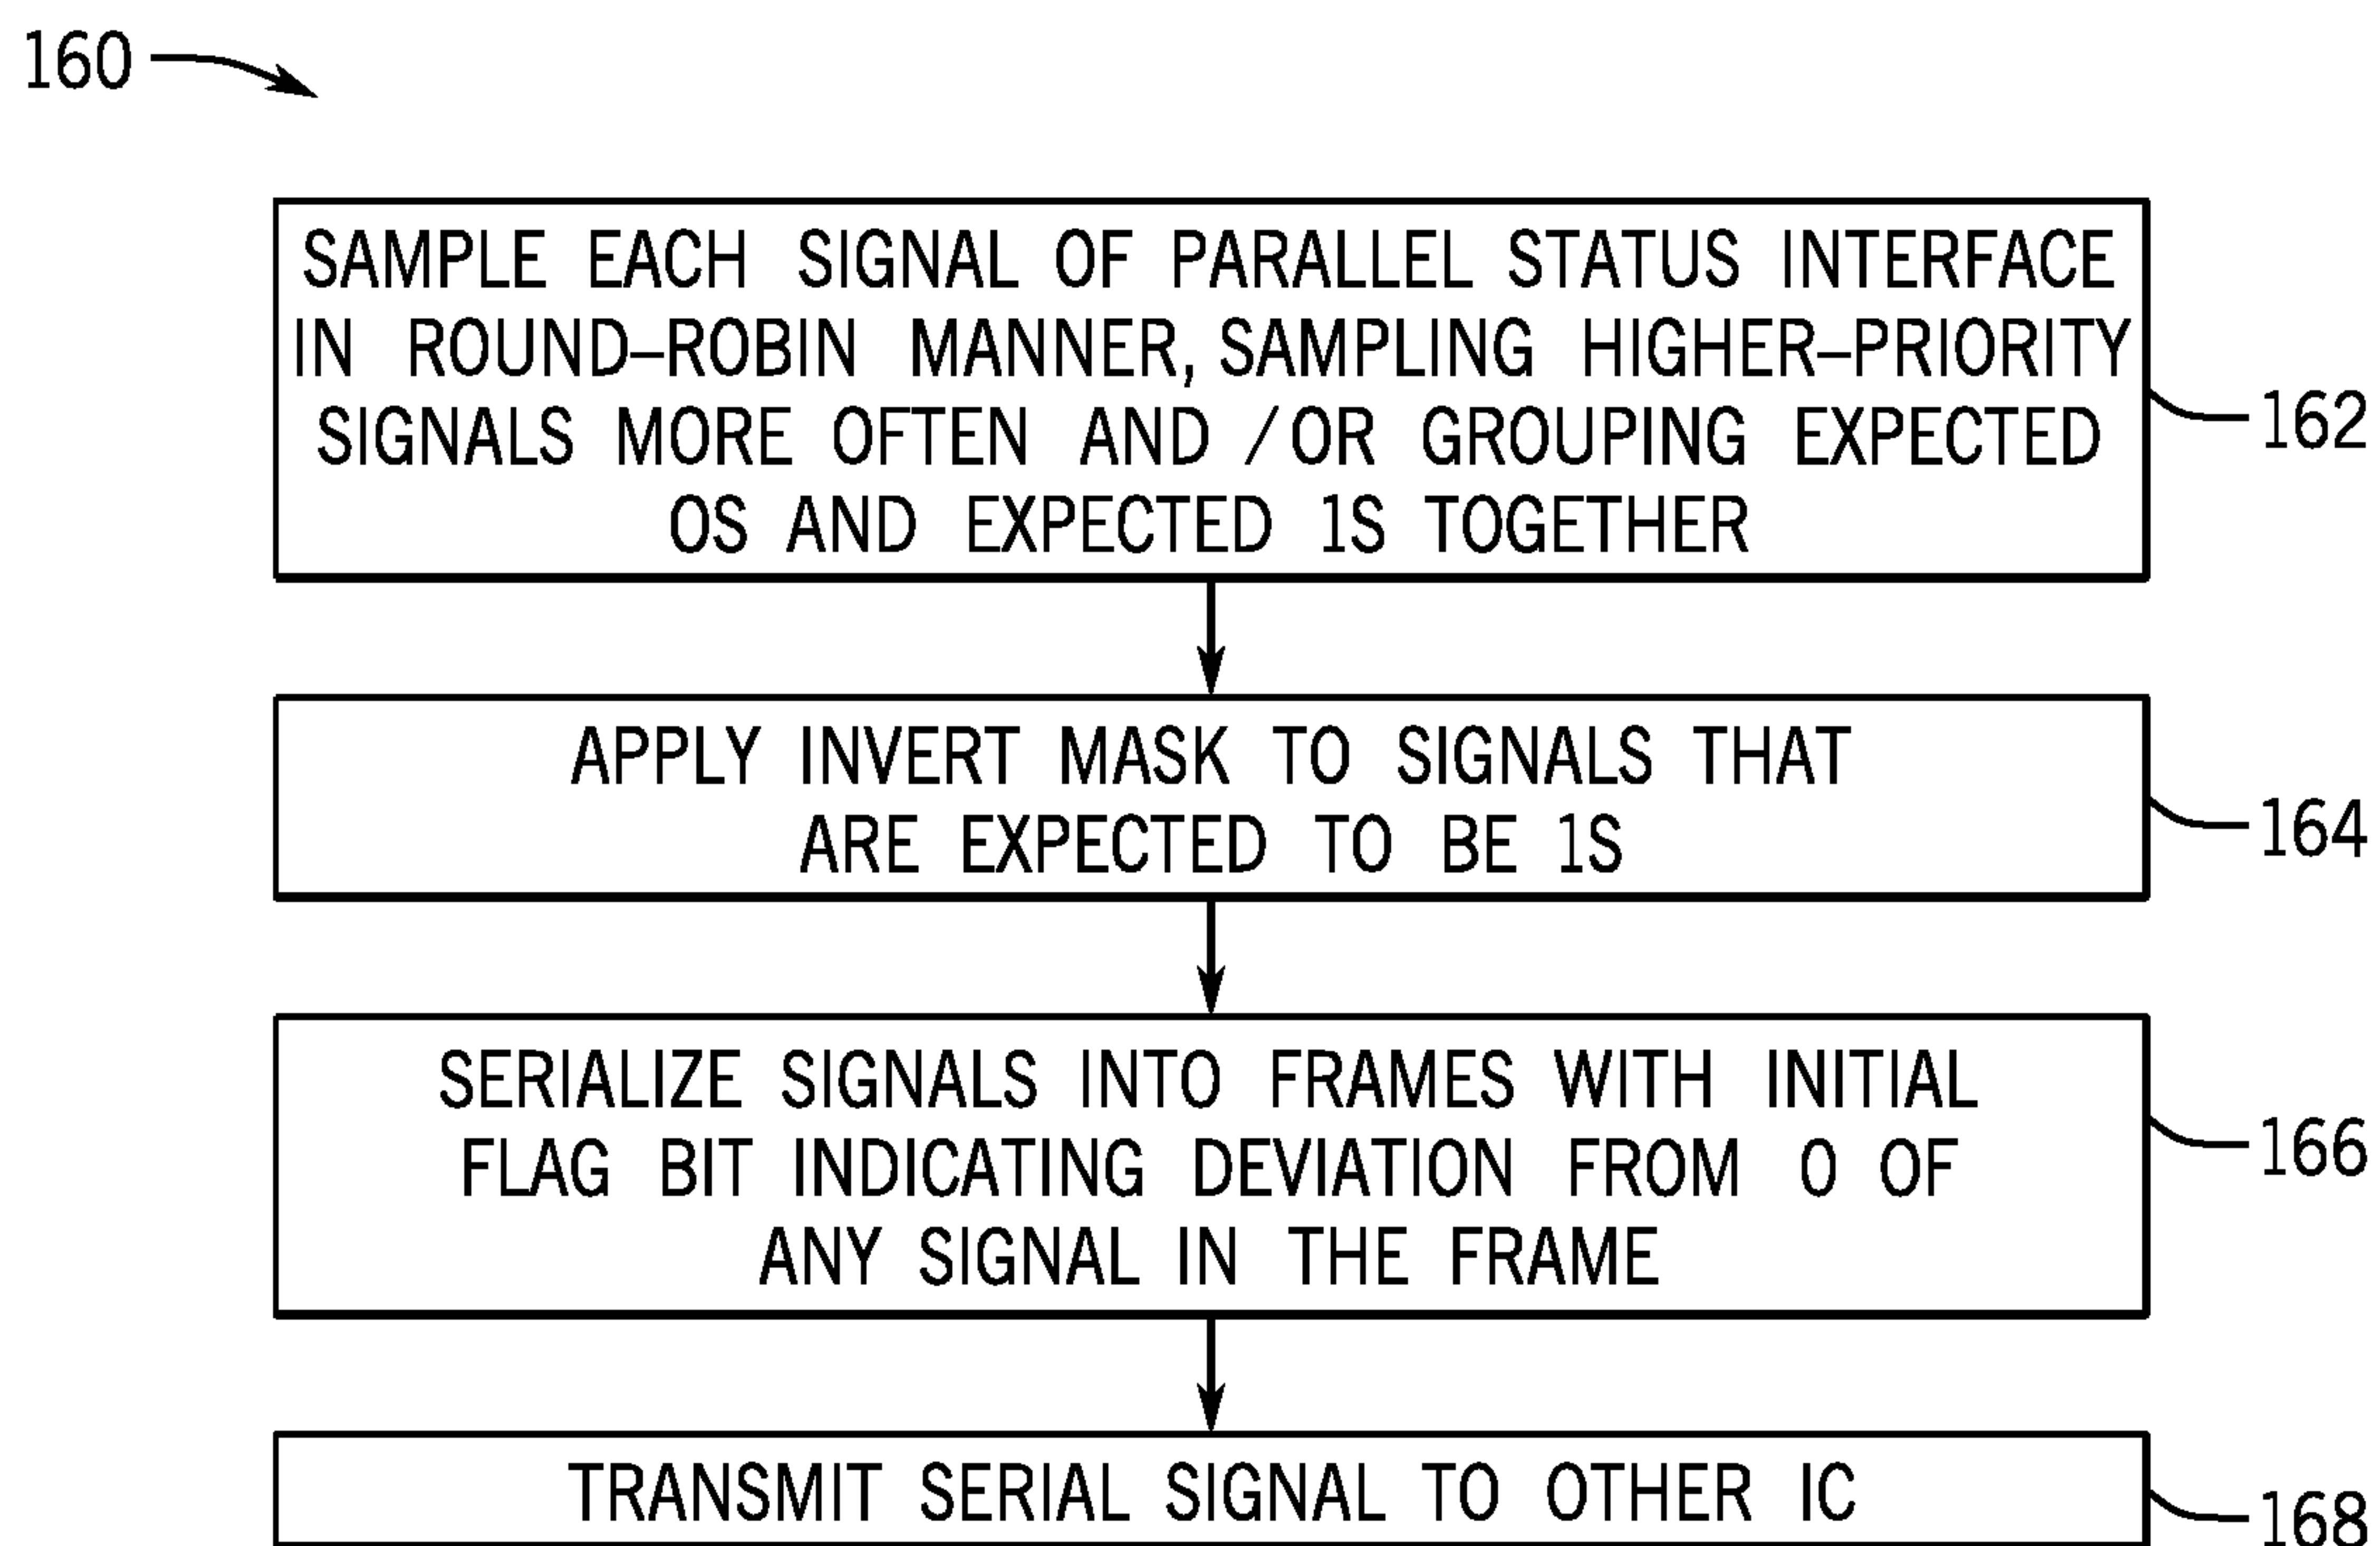 160
SAMPLE EACH SIGNAL OF PARALLEL STATUS INTERFACE
IN ROUND–ROBIN MANNER, SAMPLING HIGHER–PRIORITY
SIGNALS MORE OFTEN AND /OR GROUPING EXPECTED
0S AND EXPECTED 1S TOGETHER
162
APPLY INVERT MASK TO SIGNALS THAT
ARE EXPECTED TO BE 1S
164
SERIALIZE SIGNALS INTO FRAMES WITH INITIAL
FLAG BIT INDICATING DEVIATION FROM 0 OF
ANY SIGNAL IN THE FRAME
166
TRANSMIT SERIAL SIGNAL TO OTHER IC
168